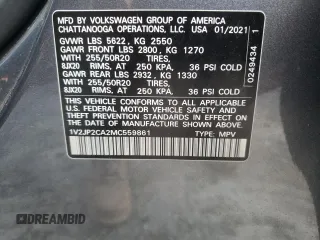 MFD BY VOLKSWAGEN GROUP OF AMERICA
CHATTANOOGA OPERATIONS, LLC. USA 01/2021
GVWR LBS 5622, KG 2550
GAWR FRONT LBS 2800, KG 1270
WITH 255/50R20 TIRES,
8JX20 RIMS, AT 250 KPA, 36 PSI COLD
GAWR REAR LBS 2932, KG 1330
WITH 255/50R20 TIRES,
8JX20 RIMS, AT 250 KPA, 36 PSI COLD
THIS VEHICLE CONFORMS TO ALL APPLICABLE
U.S. FEDERAL MOTOR VEHICLE SAFETY AND
THEFT PREVENTION STANDARDS IN EFFECT ON THE
DATE OF MANUFACTURE SHOWN ABOVE.
1V2JP2CA2MC559861 TYPE: MPV
0249434 1
DREAMBID